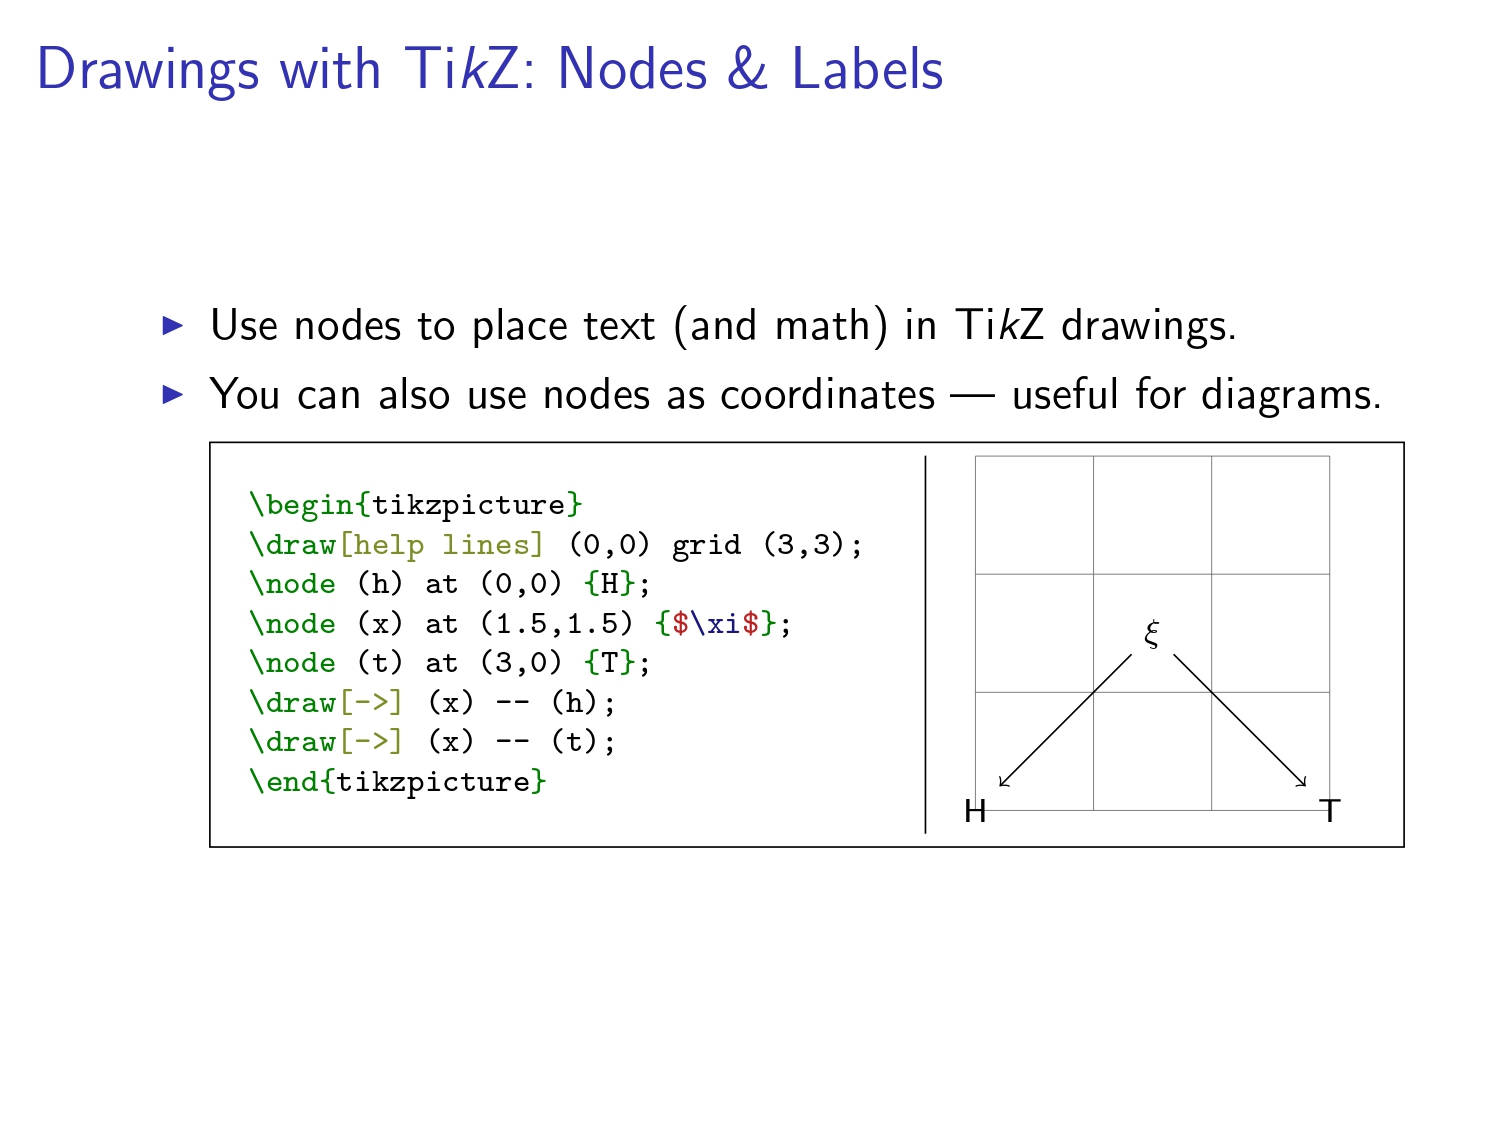 Drawings with TikZ: Nodes & Labels
▶ Use nodes to place text (and math) in TikZ drawings.
▶ You can also use nodes as coordinates — useful for diagrams.
\begin{tikzpicture}
\draw[help lines] (0,0) grid (3,3);
\node (h) at (0,0) {H};
\node (x) at (1.5,1.5) {$\xi$};
\node (t) at (3,0) {T};
\draw[->] (x) -- (h);
\draw[->] (x) -- (t);
\end{tikzpicture}
ξ
H T